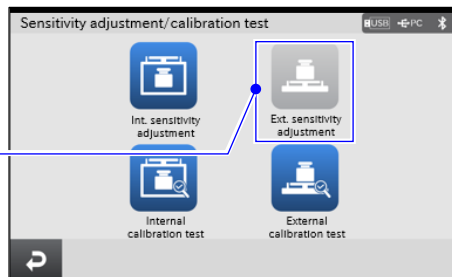 Sensitivity adjustment/calibration test
USB PC
Int. sensitivity
adjustment
Ext. sensitivity
adjustment
Internal
calibration test
External
calibration test